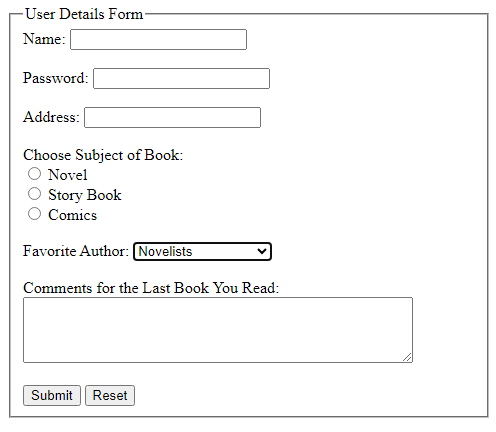 User Details Form
Name:
Password:
Address:
Choose Subject of Book:
Novel
Story Book
Comics
Favorite Author: Novelists
Comments for the Last Book You Read:
Submit Reset